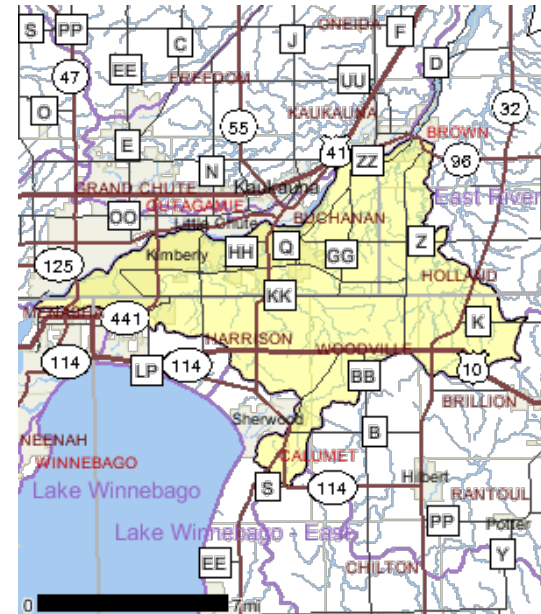 ONEIDA
F
S
PP
C
J
D
EE
47
FREEDOM
UU
32
O
KAUKAUNA
55
E
BROWN
41
ZZ
96
N
GRAND CHUTE
Kaukauna
East River
OO
OUTAGAMIE
Little Chute
BUCHANAN
Z
Kimberly
HH
Q
GG
125
HOLLAND
KK
441
K
HARRISON
WOODVILLE
114
LP
114
BB
10
BRILLION
Sherwood
NEENAH
B
WINNEBAGO
CALUMET
Hilbert
Lake Winnebago
S
114
RANTOUL
PP
Potter
Lake Winnebago - East
Y
EE
CHILTON
0
7mi